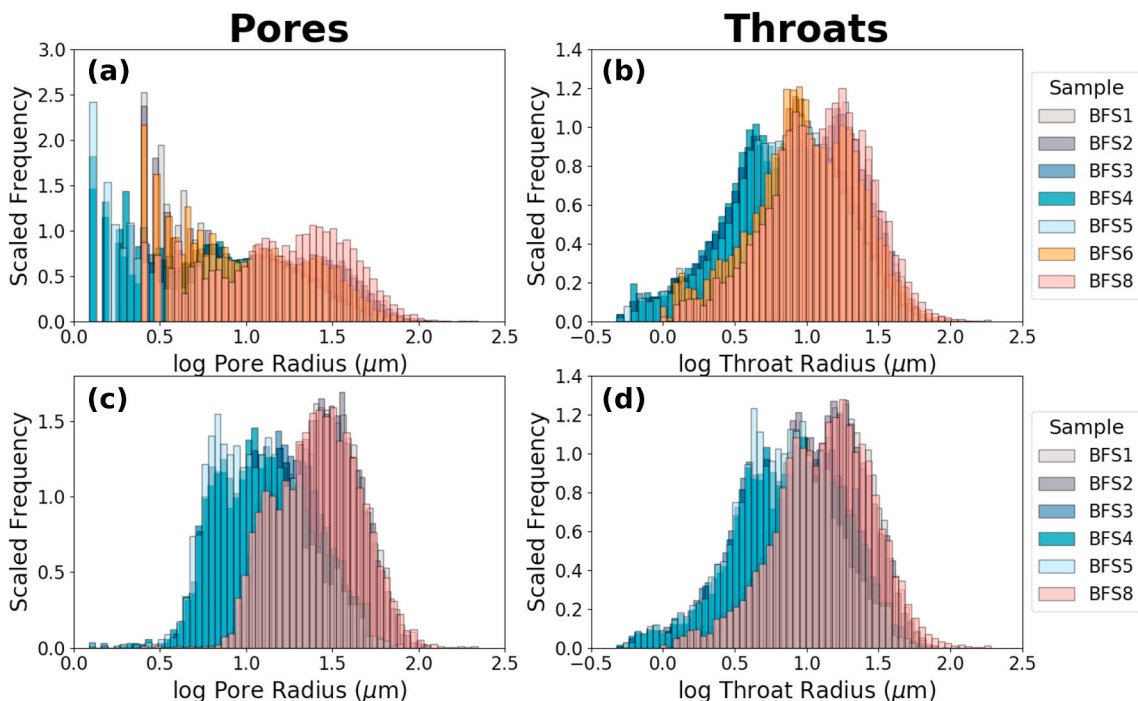 Pores
Throats
(a)
3.0
2.5
2.0
1.5
1.0
0.5
0.0
Scaled Frequency
0.0 0.5 1.0 1.5 2.0 2.5
log Pore Radius (μm)
(b)
1.4
1.2
1.0
0.8
0.6
0.4
0.2
0.0
Scaled Frequency
−0.5 0.0 0.5 1.0 1.5 2.0 2.5
log Throat Radius (μm)
Sample
BFS1
BFS2
BFS3
BFS4
BFS5
BFS6
BFS8
(c)
1.5
1.0
0.5
0.0
Scaled Frequency
0.0 0.5 1.0 1.5 2.0 2.5
log Pore Radius (μm)
(d)
1.4
1.2
1.0
0.8
0.6
0.4
0.2
0.0
Scaled Frequency
−0.5 0.0 0.5 1.0 1.5 2.0 2.5
log Throat Radius (μm)
Sample
BFS1
BFS2
BFS3
BFS4
BFS5
BFS8